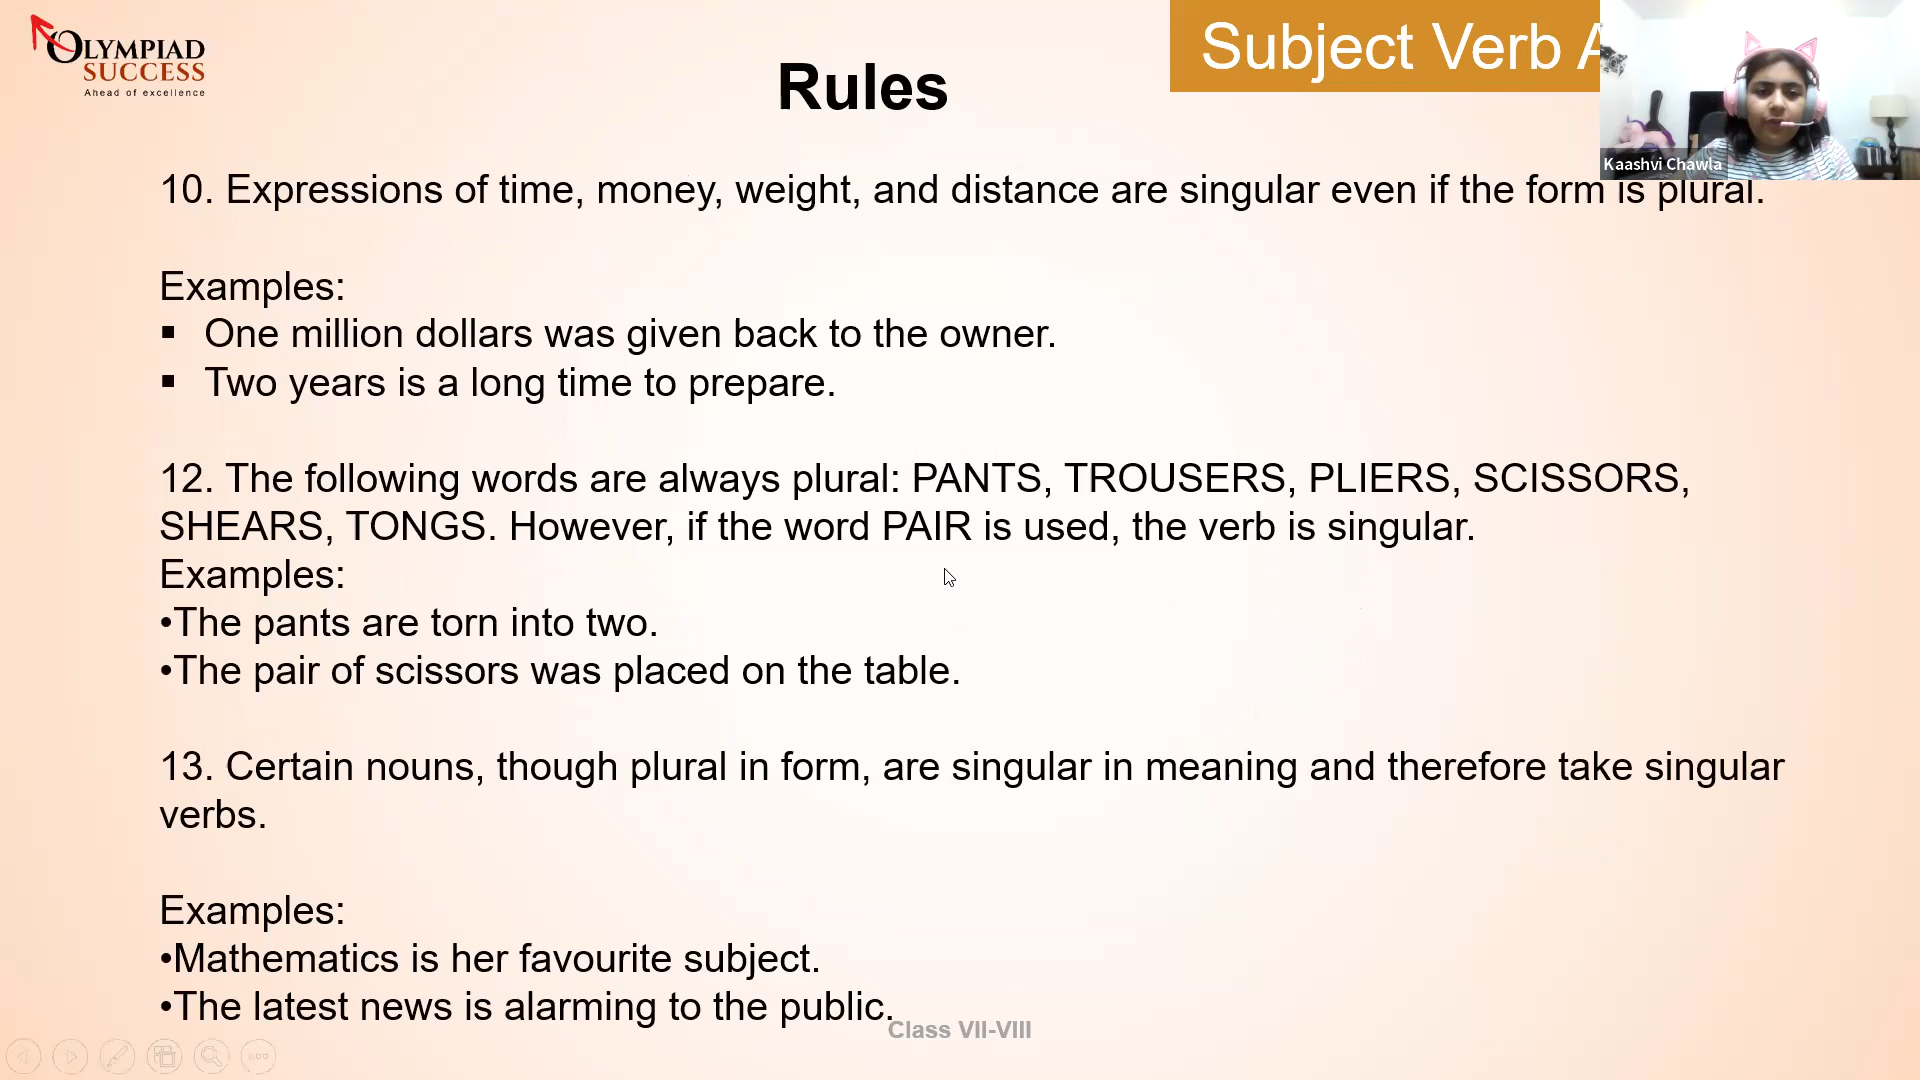 OLYMPIAD
SUCCESS
Ahead of excellence
Rules
Subject Verb A
Kaashvi Chawla
10. Expressions of time, money, weight, and distance are singular even if the form is plural.
Examples:
▪ One million dollars was given back to the owner.
▪ Two years is a long time to prepare.
12. The following words are always plural: PANTS, TROUSERS, PLIERS, SCISSORS,
SHEARS, TONGS. However, if the word PAIR is used, the verb is singular.
Examples:
•The pants are torn into two.
•The pair of scissors was placed on the table.
13. Certain nouns, though plural in form, are singular in meaning and therefore take singular
verbs.
Examples:
•Mathematics is her favourite subject.
•The latest news is alarming to the public.
Class VII-VIII